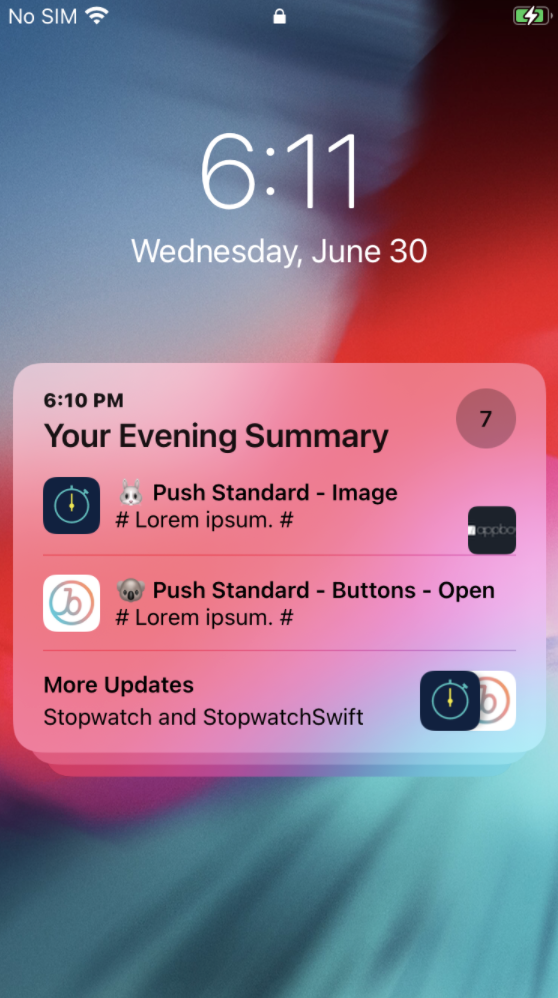 No SIM
6:11
Wednesday, June 30
6:10 PM
7
Your Evening Summary
🐰 Push Standard - Image
# Lorem ipsum. #
appbo
🐨 Push Standard - Buttons - Open
# Lorem ipsum. #
More Updates
Stopwatch and StopwatchSwift
b
b